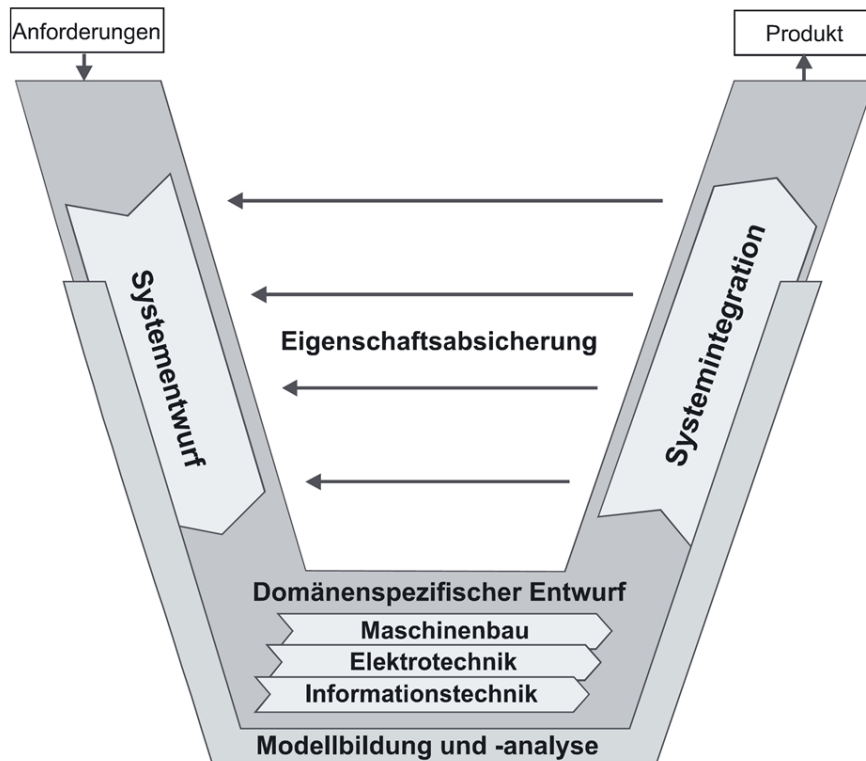 Anforderungen
Produkt
Systementwurf
Eigenschaftsabsicherung
Systemintegration
Domänenspezifischer Entwurf
Maschinenbau
Elektrotechnik
Informationstechnik
Modellbildung und -analyse